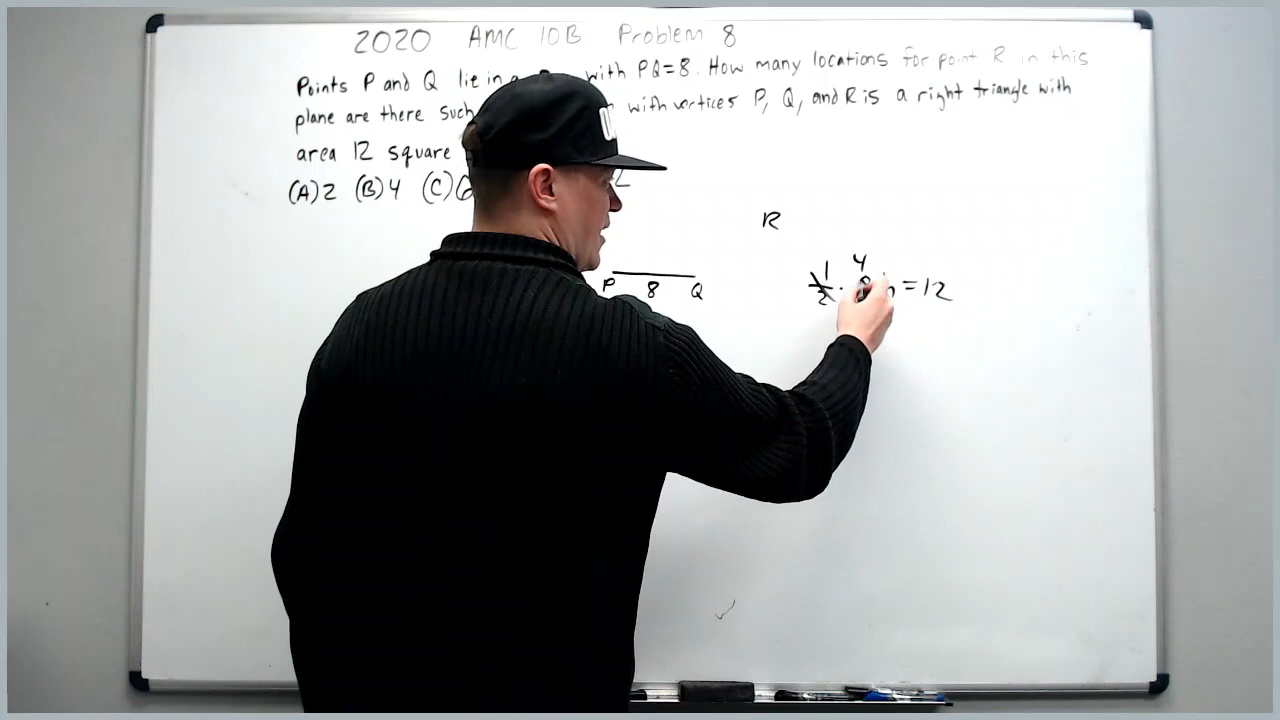 2020 AMC 10B Problem 8
Points P and Q lie in a with PQ=8. How many locations for point R in this
plane are there such with vertices P, Q, and R is a right triangle with
area 12 square
(A) 2 (B) 4 (C) 2
R
1 4
2 · h = 12
P 8 Q